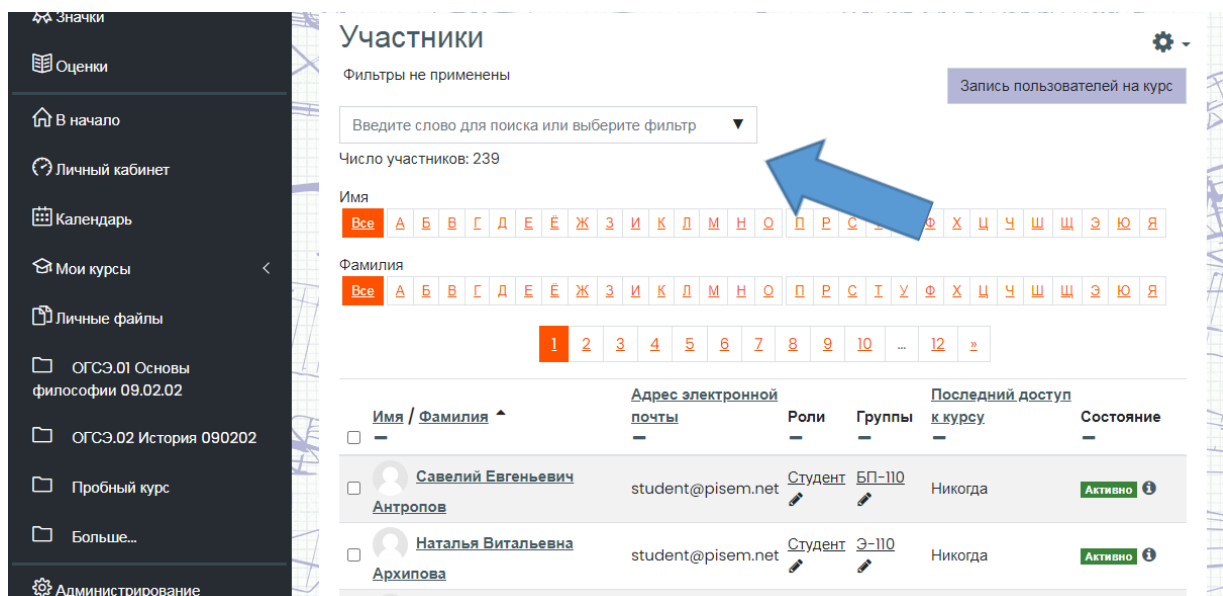 Значки
Оценки
В начало
Личный кабинет
Календарь
Мои курсы
Личные файлы
ОГСЭ.01 Основы
философии 09.02.02
ОГСЭ.02 История 090202
Пробный курс
Больше...
Администрирование
Участники
Фильтры не применены
Запись пользователей на курс
Введите слово для поиска или выберите фильтр ▼
Число участников: 239
Имя
Все А Б В Г Д Е Ё Ж З И К Л М Н О П Р С Ф Х Ц Ч Ш Щ Э Ю Я
Фамилия
Все А Б В Г Д Е Ё Ж З И К Л М Н О П Р С Т У Ф Х Ц Ч Ш Щ Э Ю Я
1 2 3 4 5 6 7 8 9 10 ... 12 »
Имя / Фамилия Адрес электронной почты Роли Группы Последний доступ к курсу Состояние
Савелий Евгеньевич Антропов student@pisem.net Студент БП-110 Никогда Активно
Наталья Витальевна Архипова student@pisem.net Студент Э-110 Никогда Активно